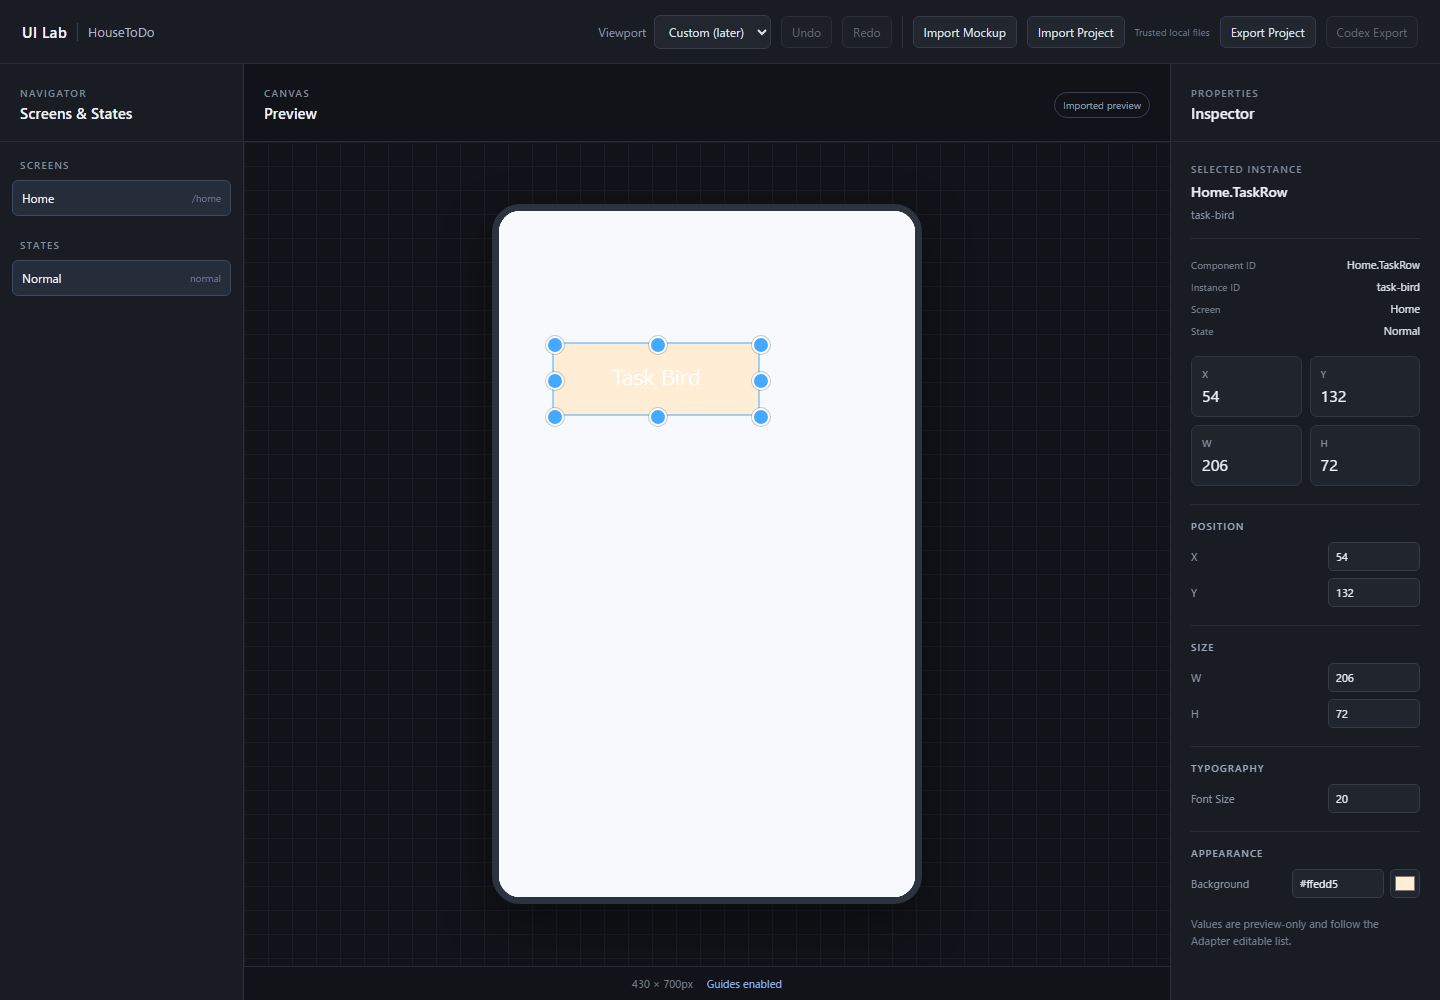 UI Lab
HouseToDo
Viewport
Custom (later)
Undo
Redo
Import Mockup
Import Project
Trusted local files
Export Project
Codex Export
NAVIGATOR
Screens & States
SCREENS
Home /home
STATES
Normal normal
CANVAS
Preview
Imported preview
Task Bird
430 × 700px Guides enabled
PROPERTIES
Inspector
SELECTED INSTANCE
Home.TaskRow
task-bird
Component ID Home.TaskRow
Instance ID task-bird
Screen Home
State Normal
X
54
Y
132
W
206
H
72
POSITION
X 54
Y 132
SIZE
W 206
H 72
TYPOGRAPHY
Font Size 20
APPEARANCE
Background #ffedd5
Values are preview-only and follow the
Adapter editable list.